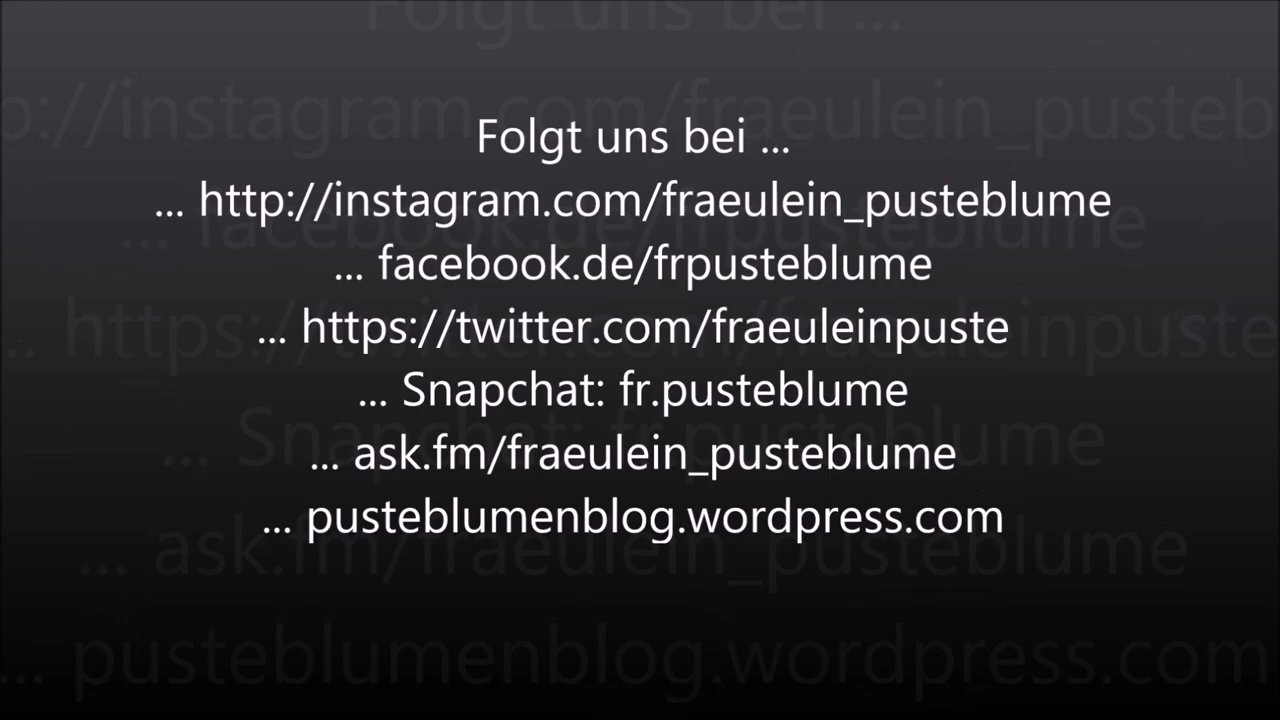 Folgt uns bei ...
... http://instagram.com/fraeulein_pusteblume
... facebook.de/frpusteblume
... https://twitter.com/fraeuleinpuste
... Snapchat: fr.pusteblume
... ask.fm/fraeulein_pusteblume
... pusteblumenblog.wordpress.com